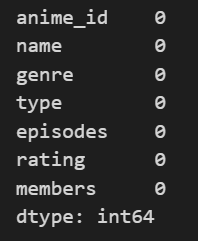 anime_id    0
name        0
genre       0
type        0
episodes    0
rating      0
members     0
dtype: int64